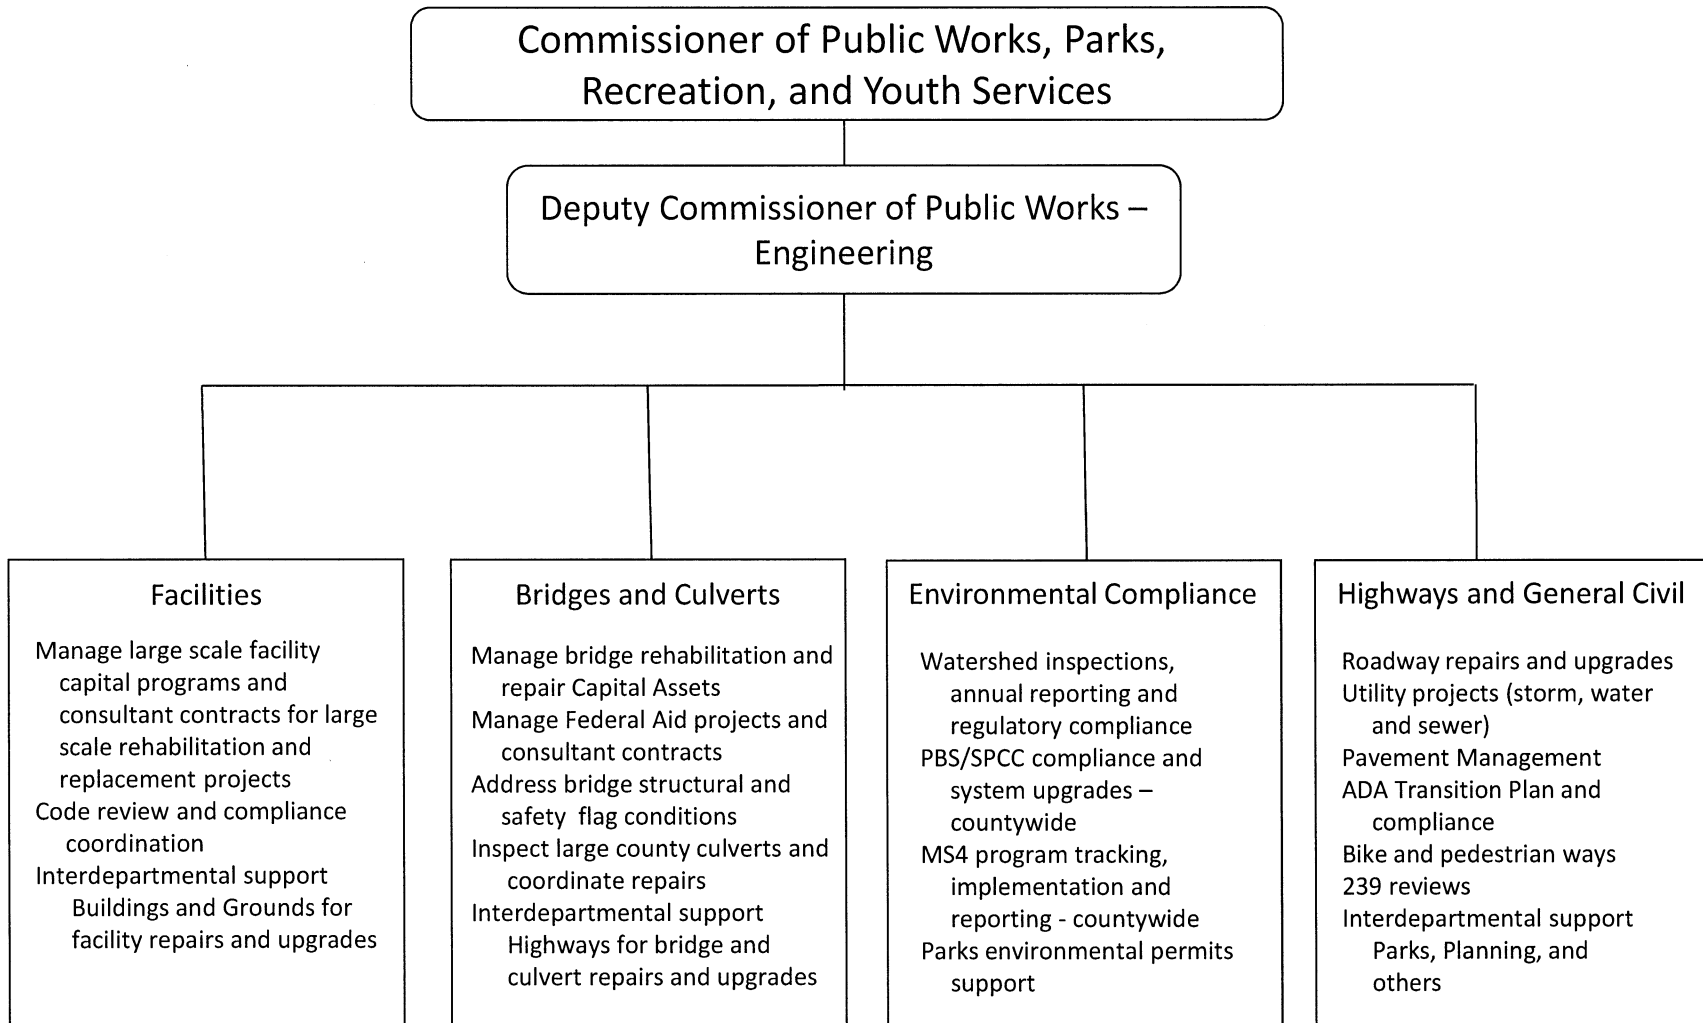 Commissioner of Public Works, Parks,
Recreation, and Youth Services
Deputy Commissioner of Public Works –
Engineering
Facilities
Manage large scale facility
capital programs and
consultant contracts for large
scale rehabilitation and
replacement projects
Code review and compliance
coordination
Interdepartmental support
Buildings and Grounds for
facility repairs and upgrades
Bridges and Culverts
Manage bridge rehabilitation and
repair Capital Assets
Manage Federal Aid projects and
consultant contracts
Address bridge structural and
safety flag conditions
Inspect large county culverts and
coordinate repairs
Interdepartmental support
Highways for bridge and
culvert repairs and upgrades
Environmental Compliance
Watershed inspections,
annual reporting and
regulatory compliance
PBS/SPCC compliance and
system upgrades –
countywide
MS4 program tracking,
implementation and
reporting - countywide
Parks environmental permits
support
Highways and General Civil
Roadway repairs and upgrades
Utility projects (storm, water
and sewer)
Pavement Management
ADA Transition Plan and
compliance
Bike and pedestrian ways
239 reviews
Interdepartmental support
Parks, Planning, and
others